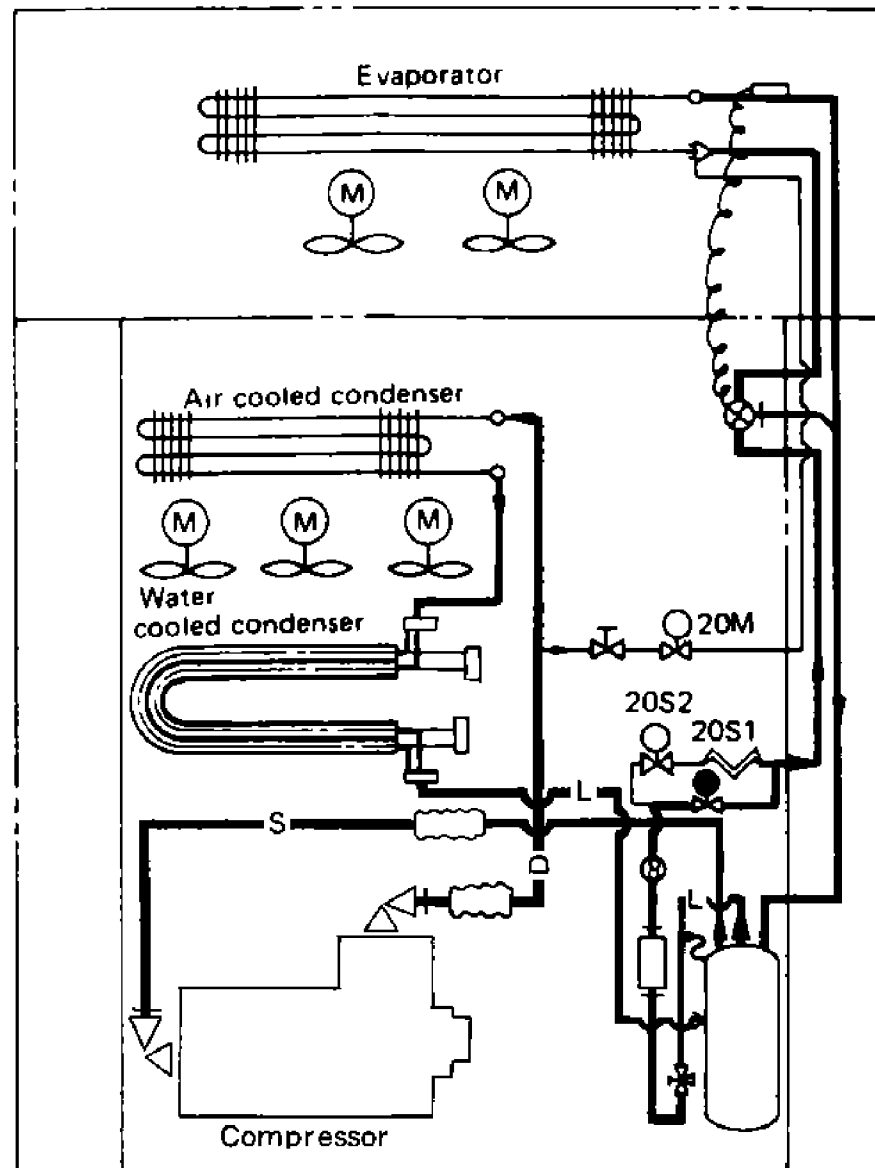 Evaporator
M M
Air cooled condenser
M M M
Water
cooled condenser
20M
20S2
20S1
L
S
D
L
Compressor